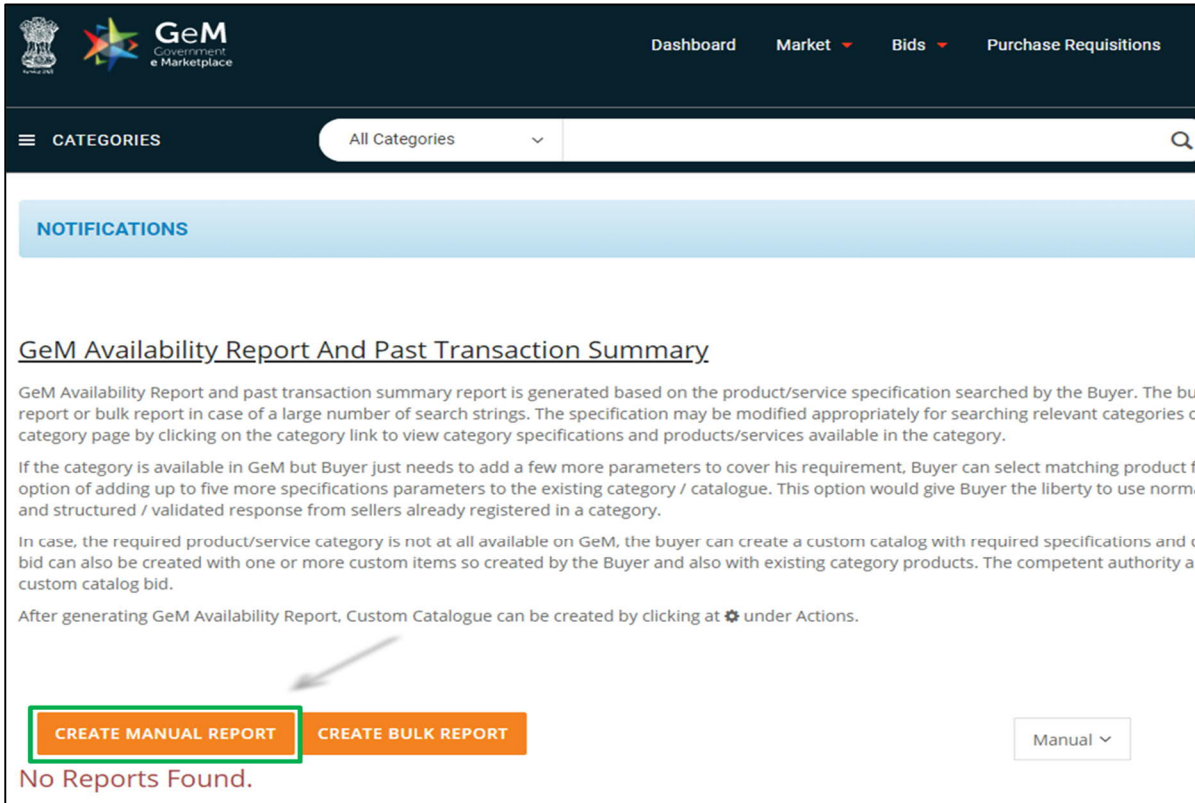 GeM
Government
e Marketplace
Dashboard Market Bids Purchase Requisitions
CATEGORIES All Categories
NOTIFICATIONS
GeM Availability Report And Past Transaction Summary
GeM Availability Report and past transaction summary report is generated based on the product/service specification searched by the Buyer. The bu
report or bulk report in case of a large number of search strings. The specification may be modified appropriately for searching relevant categories
category page by clicking on the category link to view category specifications and products/services available in the category.
If the category is available in GeM but Buyer just needs to add a few more parameters to cover his requirement, Buyer can select matching product
option of adding up to five more specifications parameters to the existing category / catalogue. This option would give Buyer the liberty to use norma
and structured / validated response from sellers already registered in a category.
In case, the required product/service category is not at all available on GeM, the buyer can create a custom catalog with required specifications and
bid can also be created with one or more custom items so created by the Buyer and also with existing category products. The competent authority a
custom catalog bid.
After generating GeM Availability Report, Custom Catalogue can be created by clicking at under Actions.
CREATE MANUAL REPORT CREATE BULK REPORT Manual
No Reports Found.